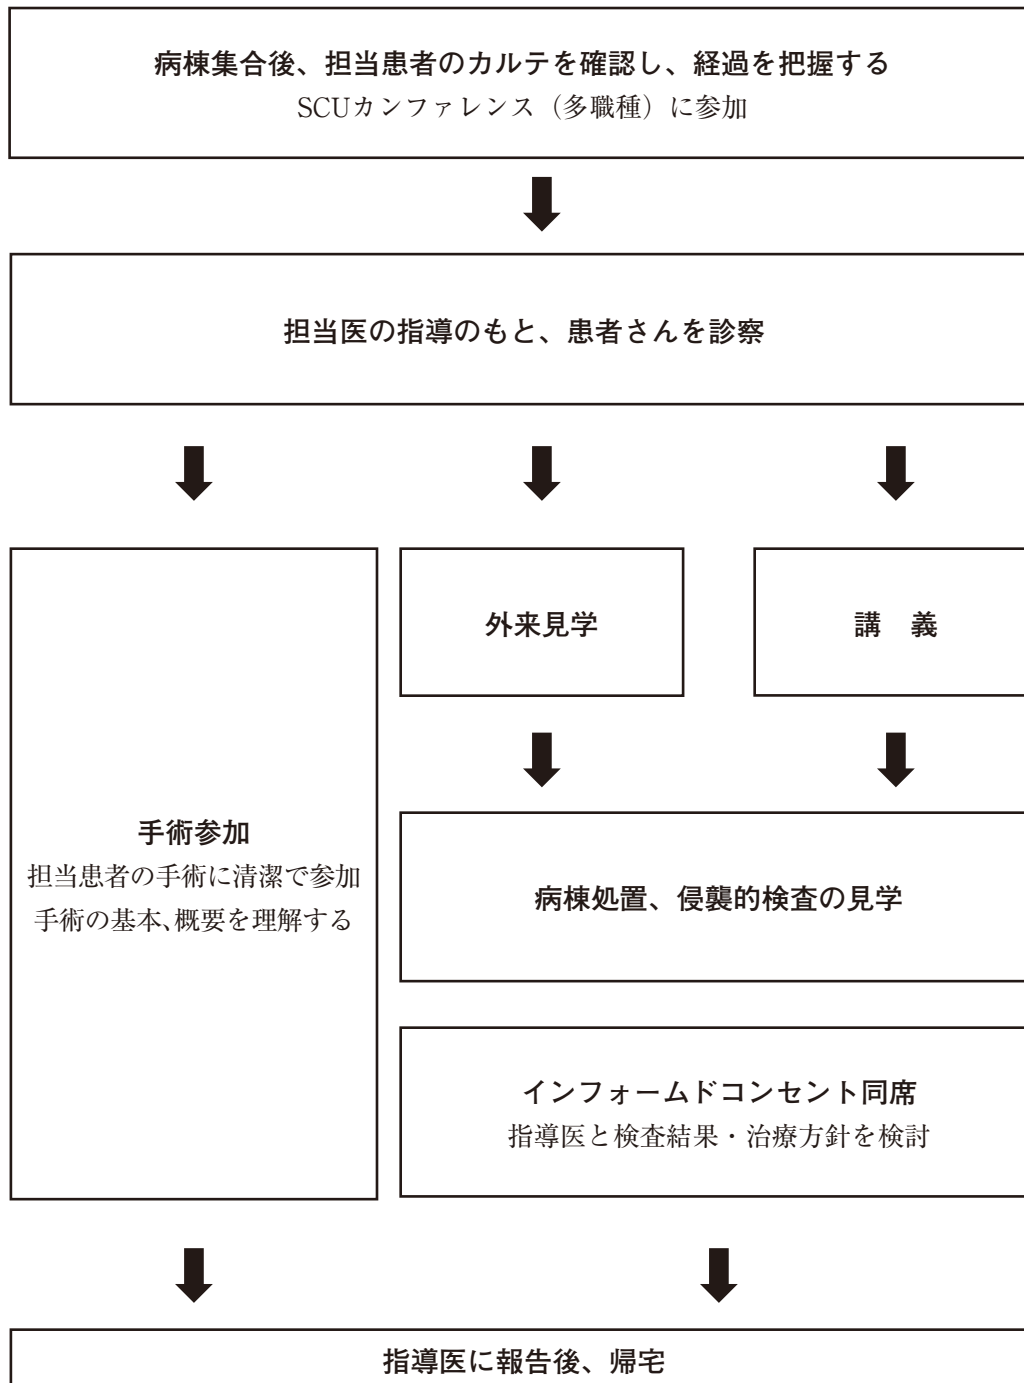 病棟集合後、担当患者のカルテを確認し、経過を把握する
SCUカンファレンス（多職種）に参加
担当医の指導のもと、患者さんを診察
手術参加
担当患者の手術に清潔で参加
手術の基本、概要を理解する
外来見学
講　義
病棟処置、侵襲的検査の見学
インフォームドコンセント同席
指導医と検査結果・治療方針を検討
指導医に報告後、帰宅